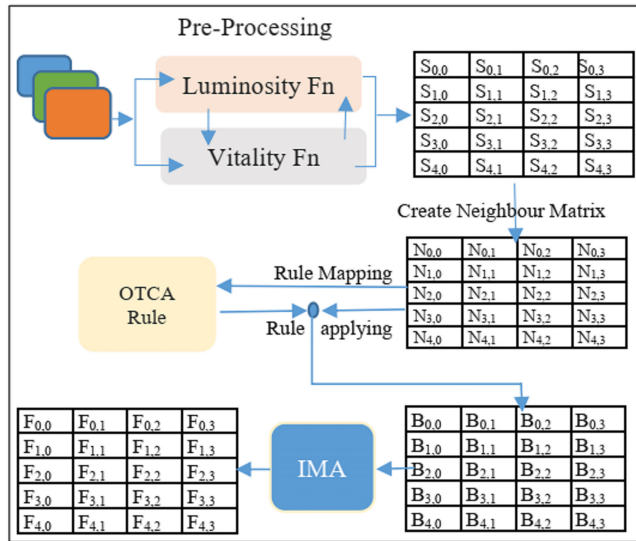 Pre-Processing
Luminosity Fn
Vitality Fn
S0,0 S0,1 S0,2 S0,3
S1,0 S1,1 S1,2 S1,3
S2,0 S2,1 S2,2 S2,3
S3,0 S3,1 S3,2 S3,3
S4,0 S4,1 S4,2 S4,3
Create Neighbour Matrix
N0,0 N0,1 N0,2 N0,3
N1,0 N1,1 N1,2 N1,3
N2,0 N2,1 N2,2 N2,3
N3,0 N3,1 N3,2 N3,3
N4,0 N4,1 N4,2 N4,3
Rule Mapping
OTCA
Rule
Rule applying
F0,0 F0,1 F0,2 F0,3
F1,0 F1,1 F1,2 F1,3
F2,0 F2,1 F2,2 F2,3
F3,0 F3,1 F3,2 F3,3
F4,0 F4,1 F4,2 F4,3
IMA
B0,0 B0,1 B0,2 B0,3
B1,0 B1,1 B1,2 B1,3
B2,0 B2,1 B2,2 B2,3
B3,0 B3,1 B3,2 B3,3
B4,0 B4,1 B4,2 B4,3